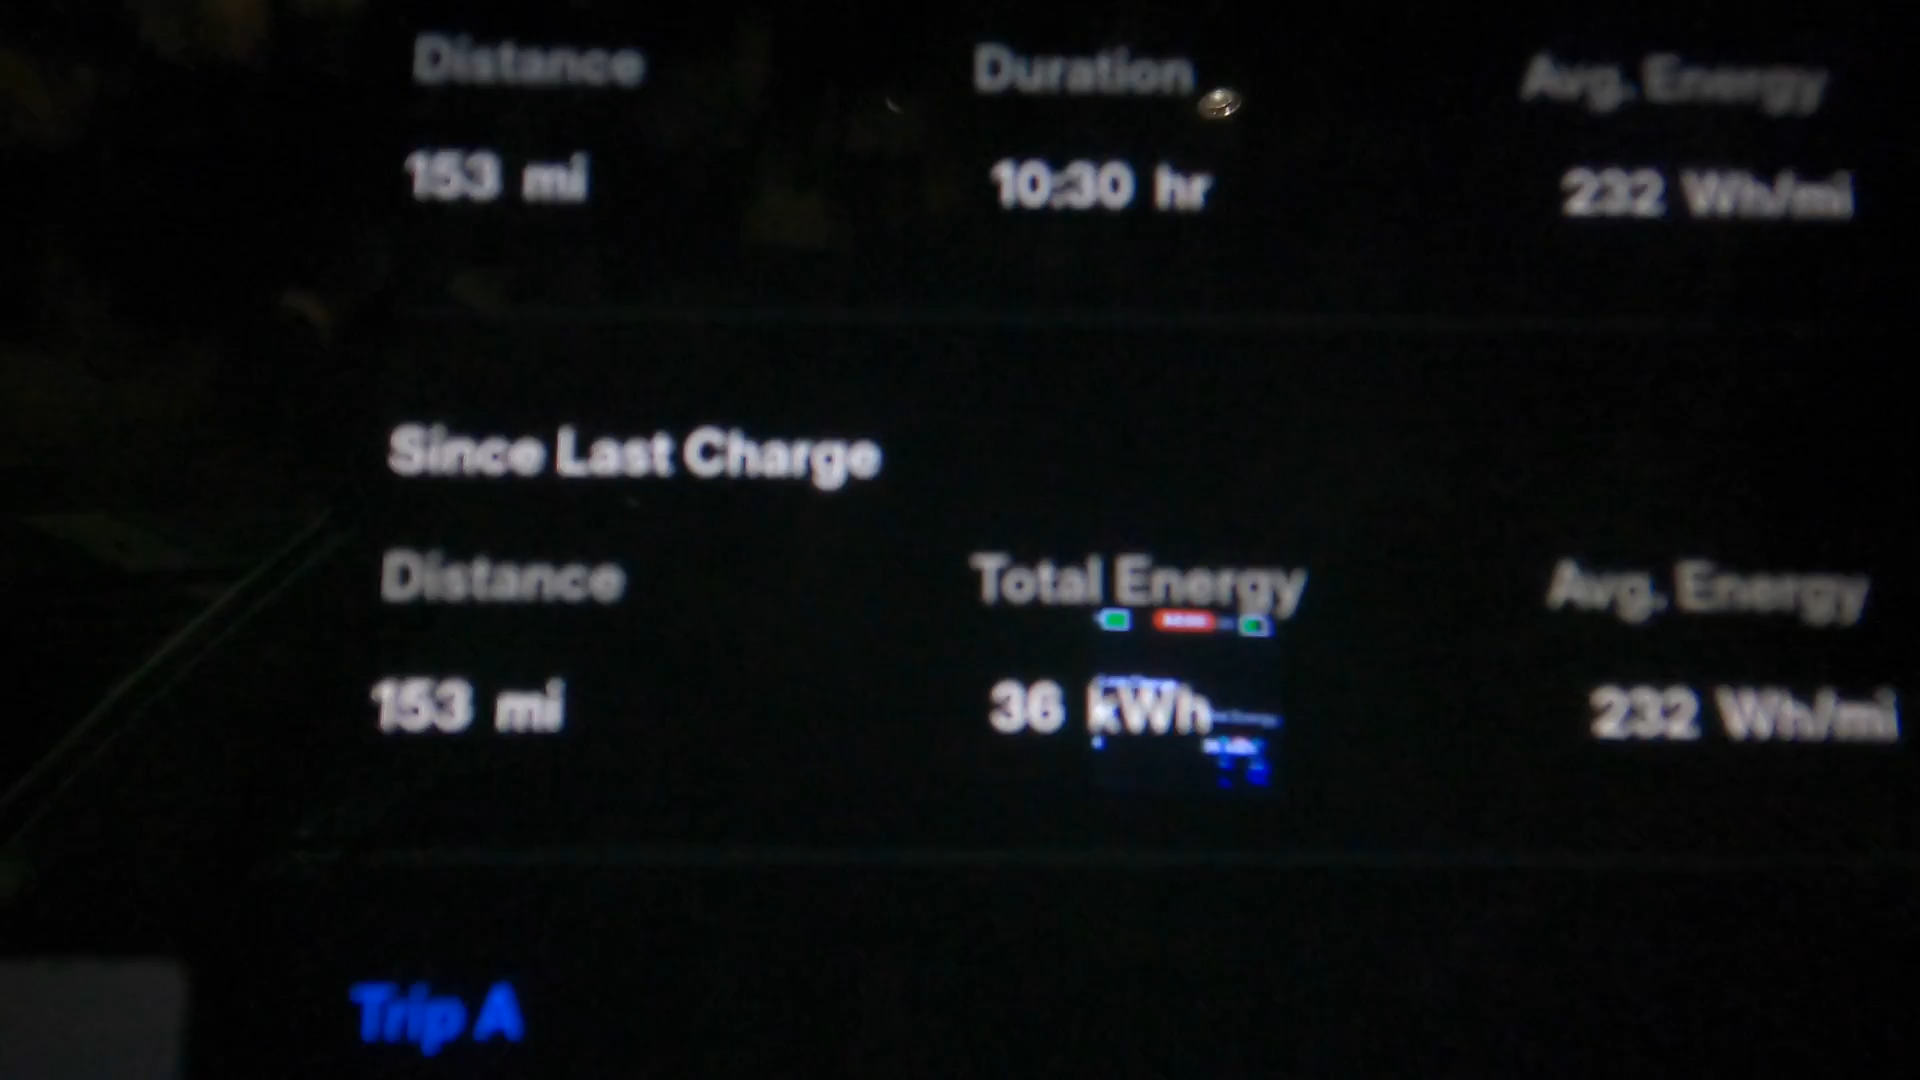 Distance Duration Avg. Energy
153 mi 10:30 hr 232 Wh/mi
Since Last Charge
Distance Total Energy Avg. Energy
153 mi 36 kWh 232 Wh/mi
Trip A